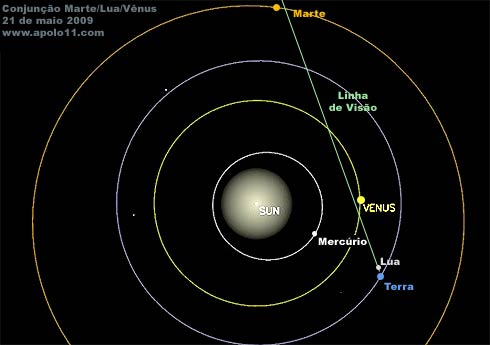 Conjunção Marte/Lua/Vênus
21 de maio 2009
www.apolo11.com
Marte
Linha
de Visão
SUN
VENUS
Mercúrio
Lua
Terra